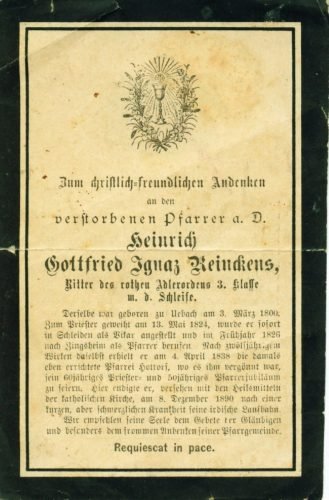 Zum christlich-freundlichen Andenken
an den
verstorbenen Pfarrer a. D.
Heinrich
Gottfried Ignaz Reinckens,
Ritter des rothen Adlerordens 3. Klasse
m. d. Schleife.
Derselbe war geboren zu Uebach am 3. März 1800.
Zum Priester geweiht am 13. Mai 1824, wurde er sofort
in Schleiden als Vikar angestellt und im Frühjahr 1826
nach Zingsheim als Pfarrer berufen. Nach zwölfjährigem
Wirken daselbst erhielt er am 4. April 1838 die damals
eben errichtete Pfarrei Hottorf, wo es ihm vergönnt war,
sein 60jähriges Priester- und 50jähriges Pfarrerjubiläum
zu feiern. Hier endigte er, versehen mit den Heilsmitteln
der katholischen Kirche, am 8. Dezember 1890 nach einer
kurzen, aber schmerzlichen Krankheit seine irdische Laufbahn.
Wir empfehlen seine Seele dem Gebete der Gläubigen
und besonders dem frommen Andenken seiner Pfarrgemeinde.
Requiescat in pace.